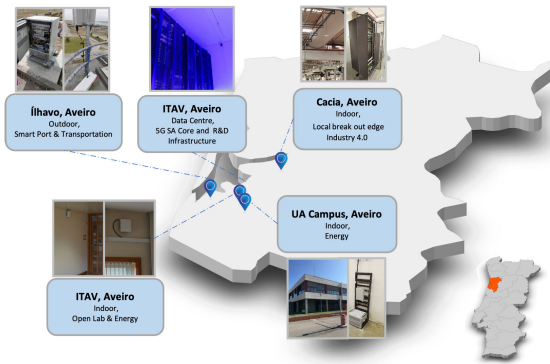 Ílhavo, Aveiro
Outdoor,
Smart Port & Transportation
ITAV, Aveiro
Data Centre,
5G SA Core and R&D
Infrastructure
Cacia, Aveiro
Indoor,
Local break out edge
Industry 4.0
UA Campus, Aveiro
Indoor,
Energy
ITAV, Aveiro
Indoor,
Open Lab & Energy